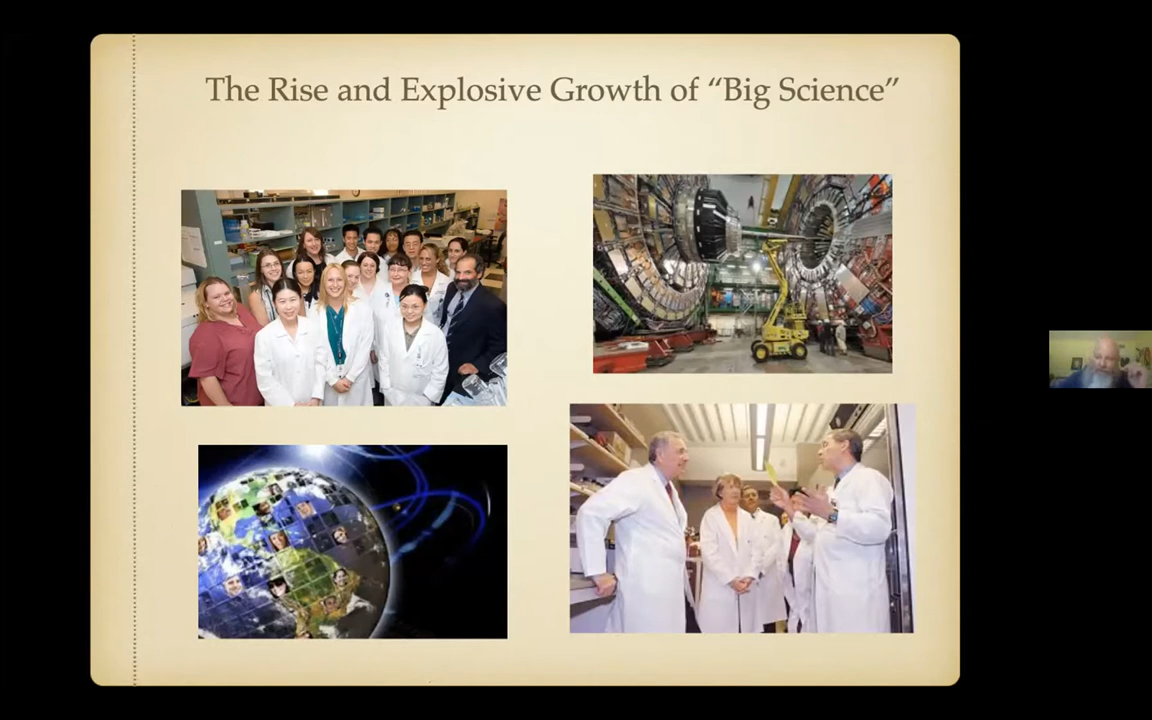 The Rise and Explosive Growth of “Big Science”